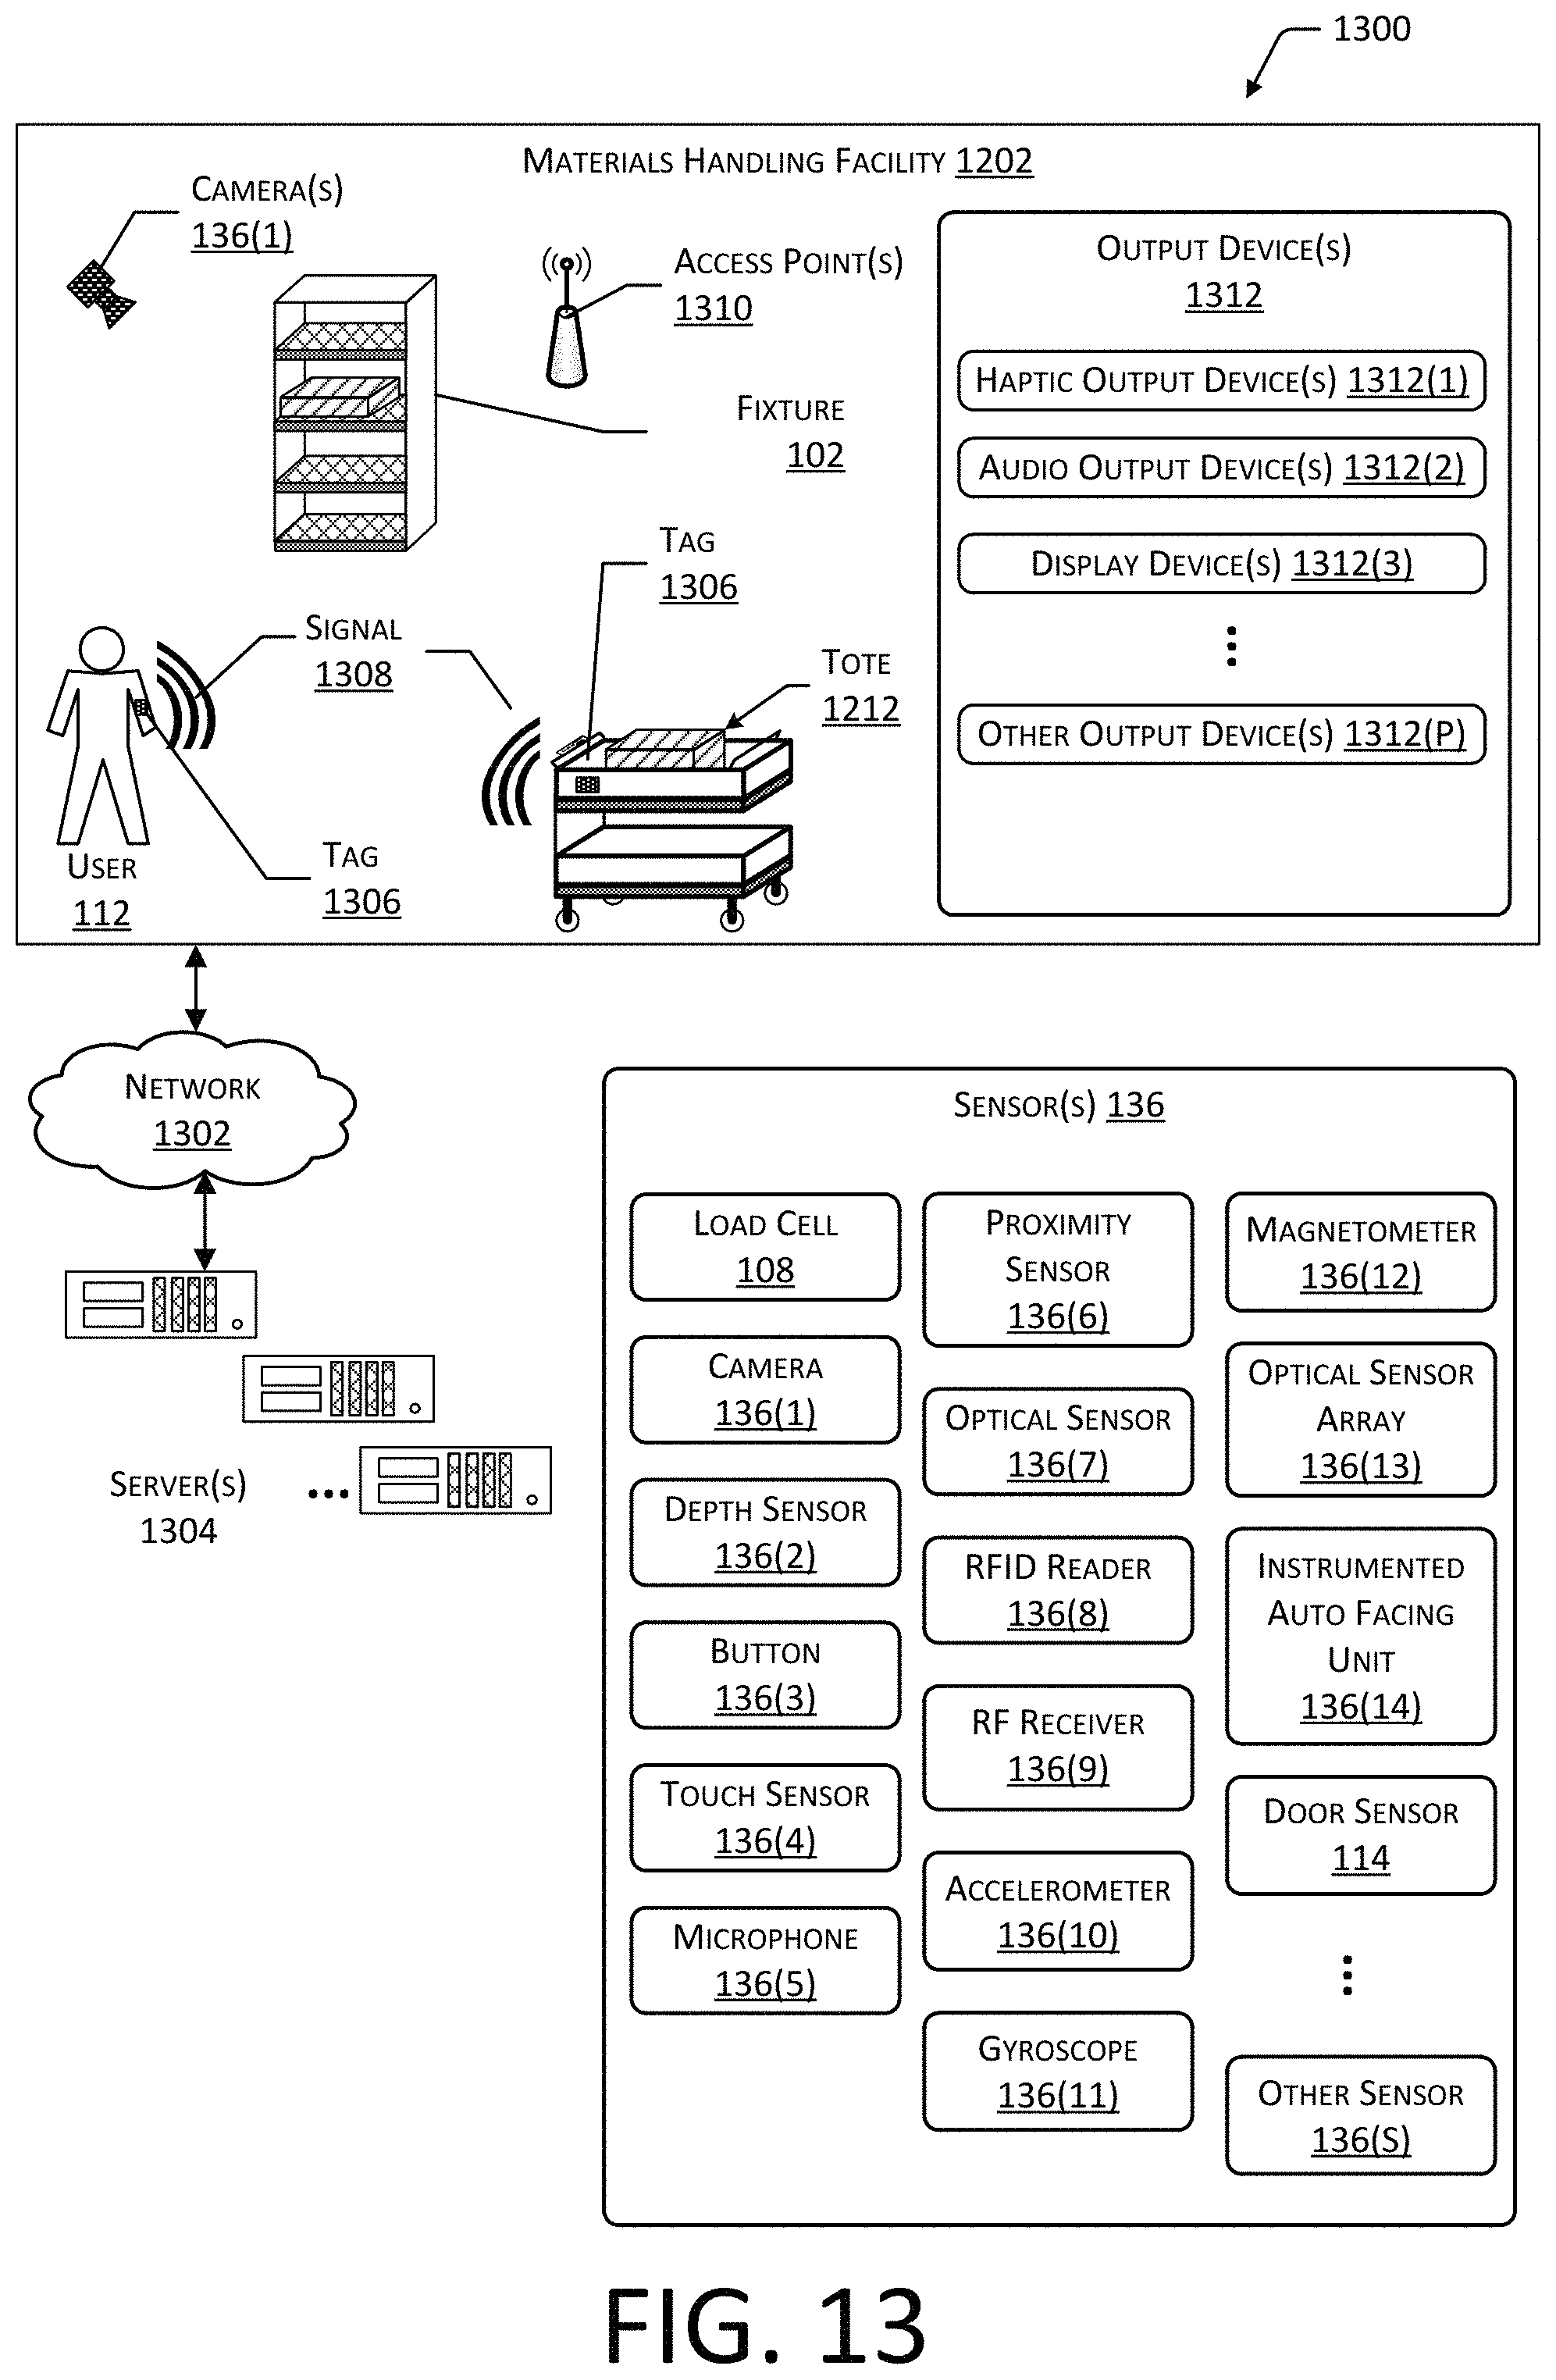 1300
MATERIALS HANDLING FACILITY 1202
CAMERA(S)
136(1)
ACCESS POINT(S)
1310
FIXTURE
102
TAG
1306
SIGNAL
1308
TOTE
1212
USER
112
TAG
1306
OUTPUT DEVICE(S)
1312
HAPTIC OUTPUT DEVICE(S) 1312(1)
AUDIO OUTPUT DEVICE(S) 1312(2)
DISPLAY DEVICE(S) 1312(3)
OTHER OUTPUT DEVICE(S) 1312(P)
NETWORK
1302
SERVER(S)
1304
SENSOR(S) 136
LOAD CELL
108
CAMERA
136(1)
DEPTH SENSOR
136(2)
BUTTON
136(3)
TOUCH SENSOR
136(4)
MICROPHONE
136(5)
PROXIMITY
SENSOR
136(6)
OPTICAL SENSOR
136(7)
RFID READER
136(8)
RF RECEIVER
136(9)
ACCELEROMETER
136(10)
GYROSCOPE
136(11)
MAGNETOMETER
136(12)
OPTICAL SENSOR
ARRAY
136(13)
INSTRUMENTED
AUTO FACING
UNIT
136(14)
DOOR SENSOR
114
OTHER SENSOR
136(S)
FIG. 13